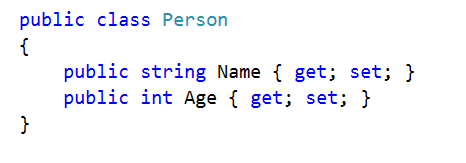 public class Person
{
    public string Name { get; set; }
    public int Age { get; set; }
}